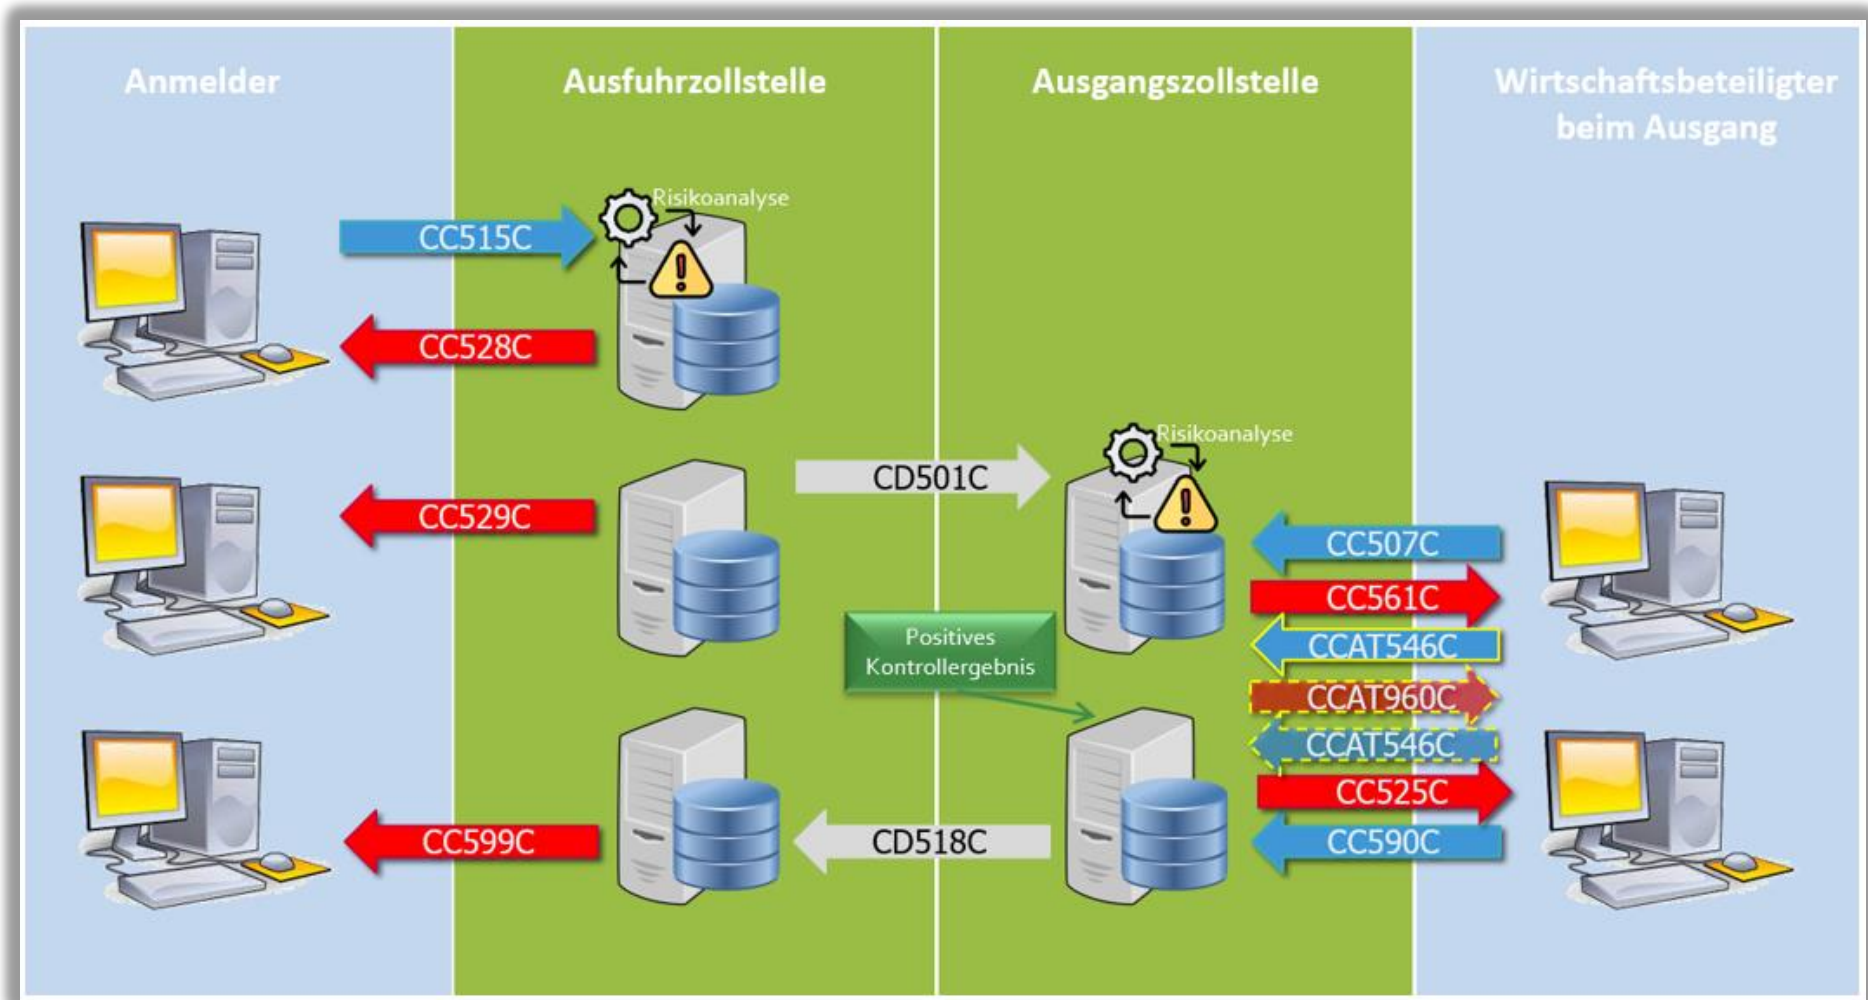 Anmelder
Ausfuhrzollstelle
Ausgangszollstelle
Wirtschaftsbeteiligter
beim Ausgang
Risikoanalyse
CC515C
CC528C
Risikoanalyse
CD501C
CC529C
CC507C
CC561C
Positives
Kontrollergebnis
CCAT546C
CCAT960C
CCAT546C
CC525C
CC599C
CD518C
CC590C